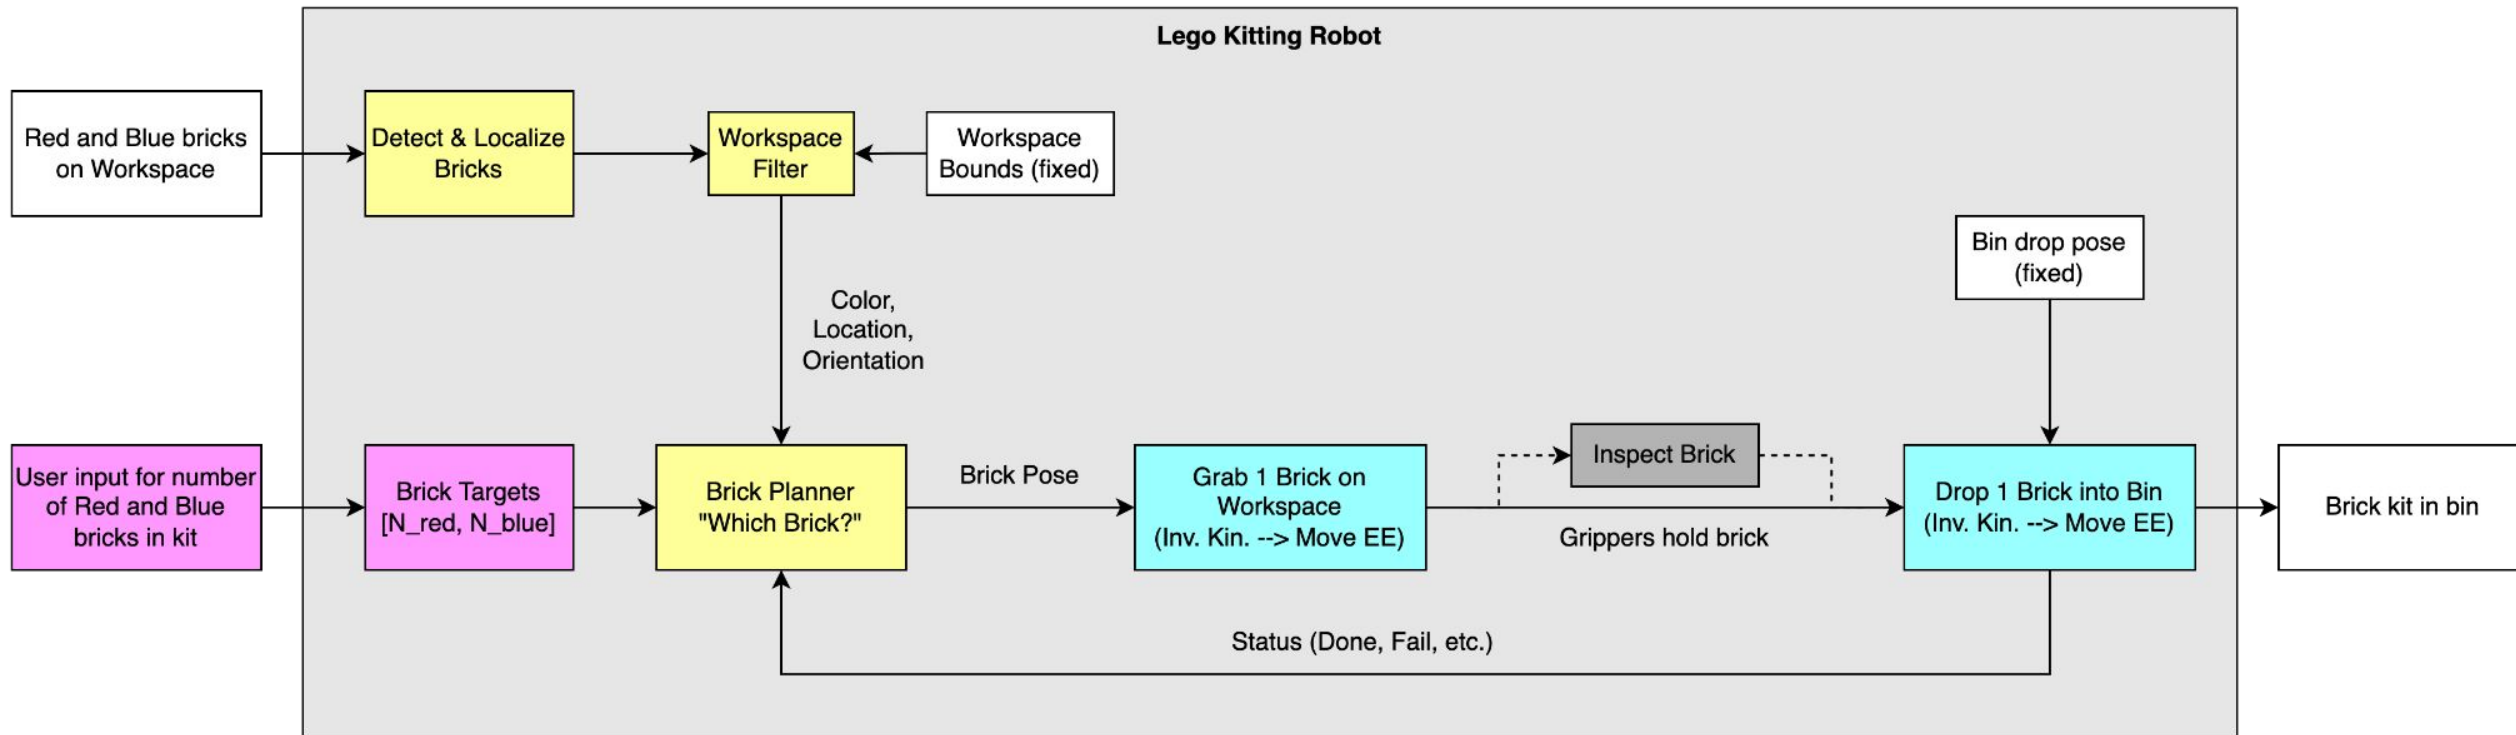 Lego Kitting Robot
Red and Blue bricks
on Workspace
Detect & Localize
Bricks
Workspace
Filter
Workspace
Bounds (fixed)
Bin drop pose
(fixed)
Color,
Location,
Orientation
User input for number
of Red and Blue
bricks in kit
Brick Targets
[N_red, N_blue]
Brick Planner
"Which Brick?"
Brick Pose
Grab 1 Brick on
Workspace
(Inv. Kin. --> Move EE)
Inspect Brick
Grippers hold brick
Drop 1 Brick into Bin
(Inv. Kin. --> Move EE)
Brick kit in bin
Status (Done, Fail, etc.)